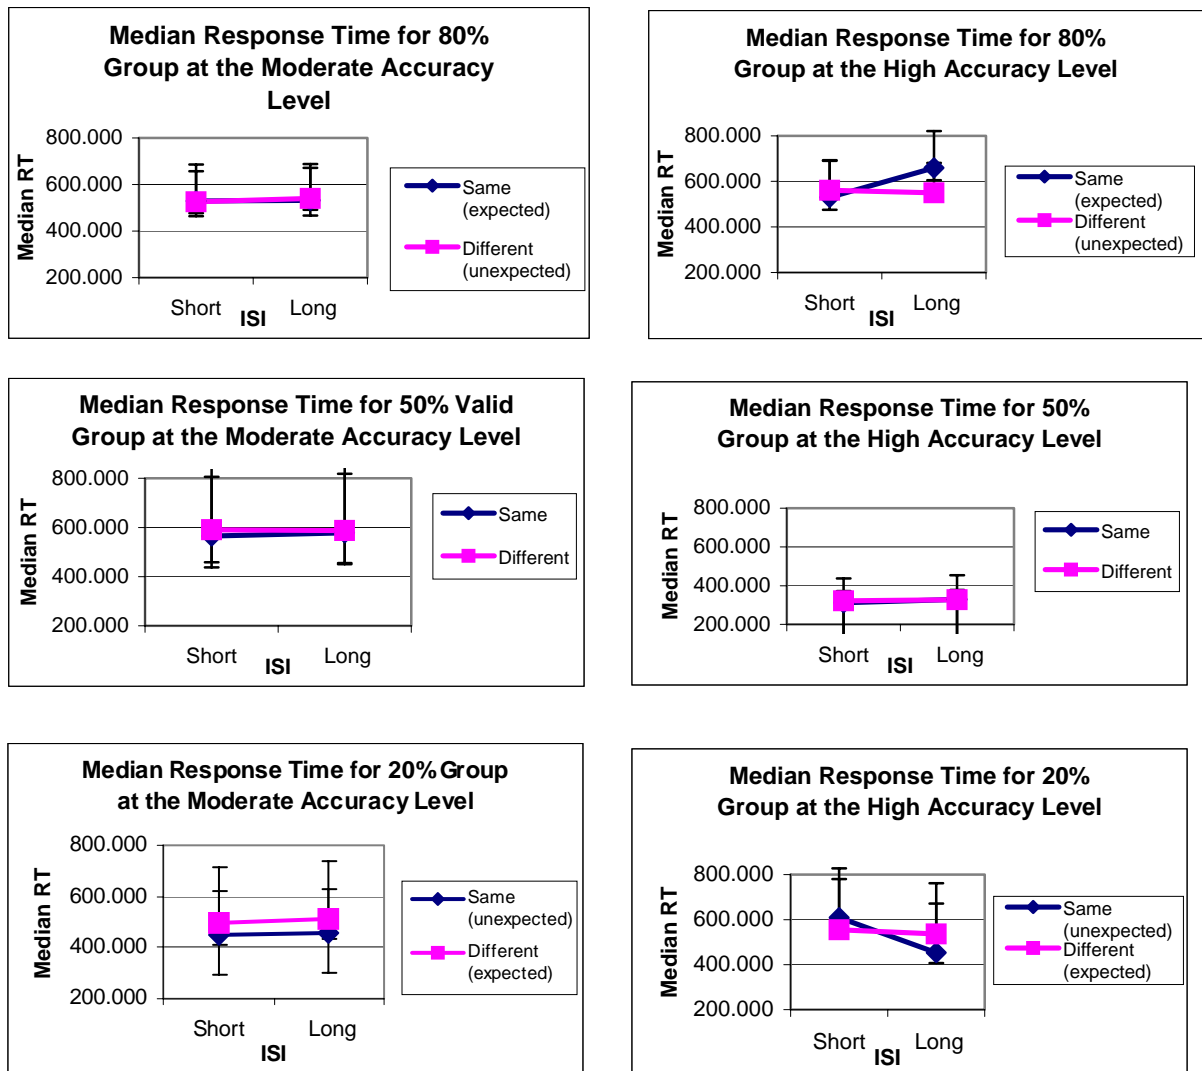 Median Response Time for 80%
Group at the Moderate Accuracy
Level
800.000
600.000
400.000
200.000
Median RT
Short
Long
ISI
Same
(expected)
Different
(unexpected)
Median Response Time for 80%
Group at the High Accuracy Level
800.000
600.000
400.000
200.000
Median RT
Short
Long
ISI
Same
(expected)
Different
(unexpected)
Median Response Time for 50% Valid
Group at the Moderate Accuracy Level
800.000
600.000
400.000
200.000
Median RT
Short
Long
ISI
Same
Different
Median Response Time for 50%
Group at the High Accuracy Level
800.000
600.000
400.000
200.000
Median RT
Short
Long
ISI
Same
Different
Median Response Time for 20% Group
at the Moderate Accuracy Level
800.000
600.000
400.000
200.000
Median RT
Short
Long
ISI
Same
(unexpected)
Different
(expected)
Median Response Time for 20%
Group at the High Accuracy Level
800.000
600.000
400.000
200.000
Median RT
Short
Long
ISI
Same
(unexpected)
Different
(expected)